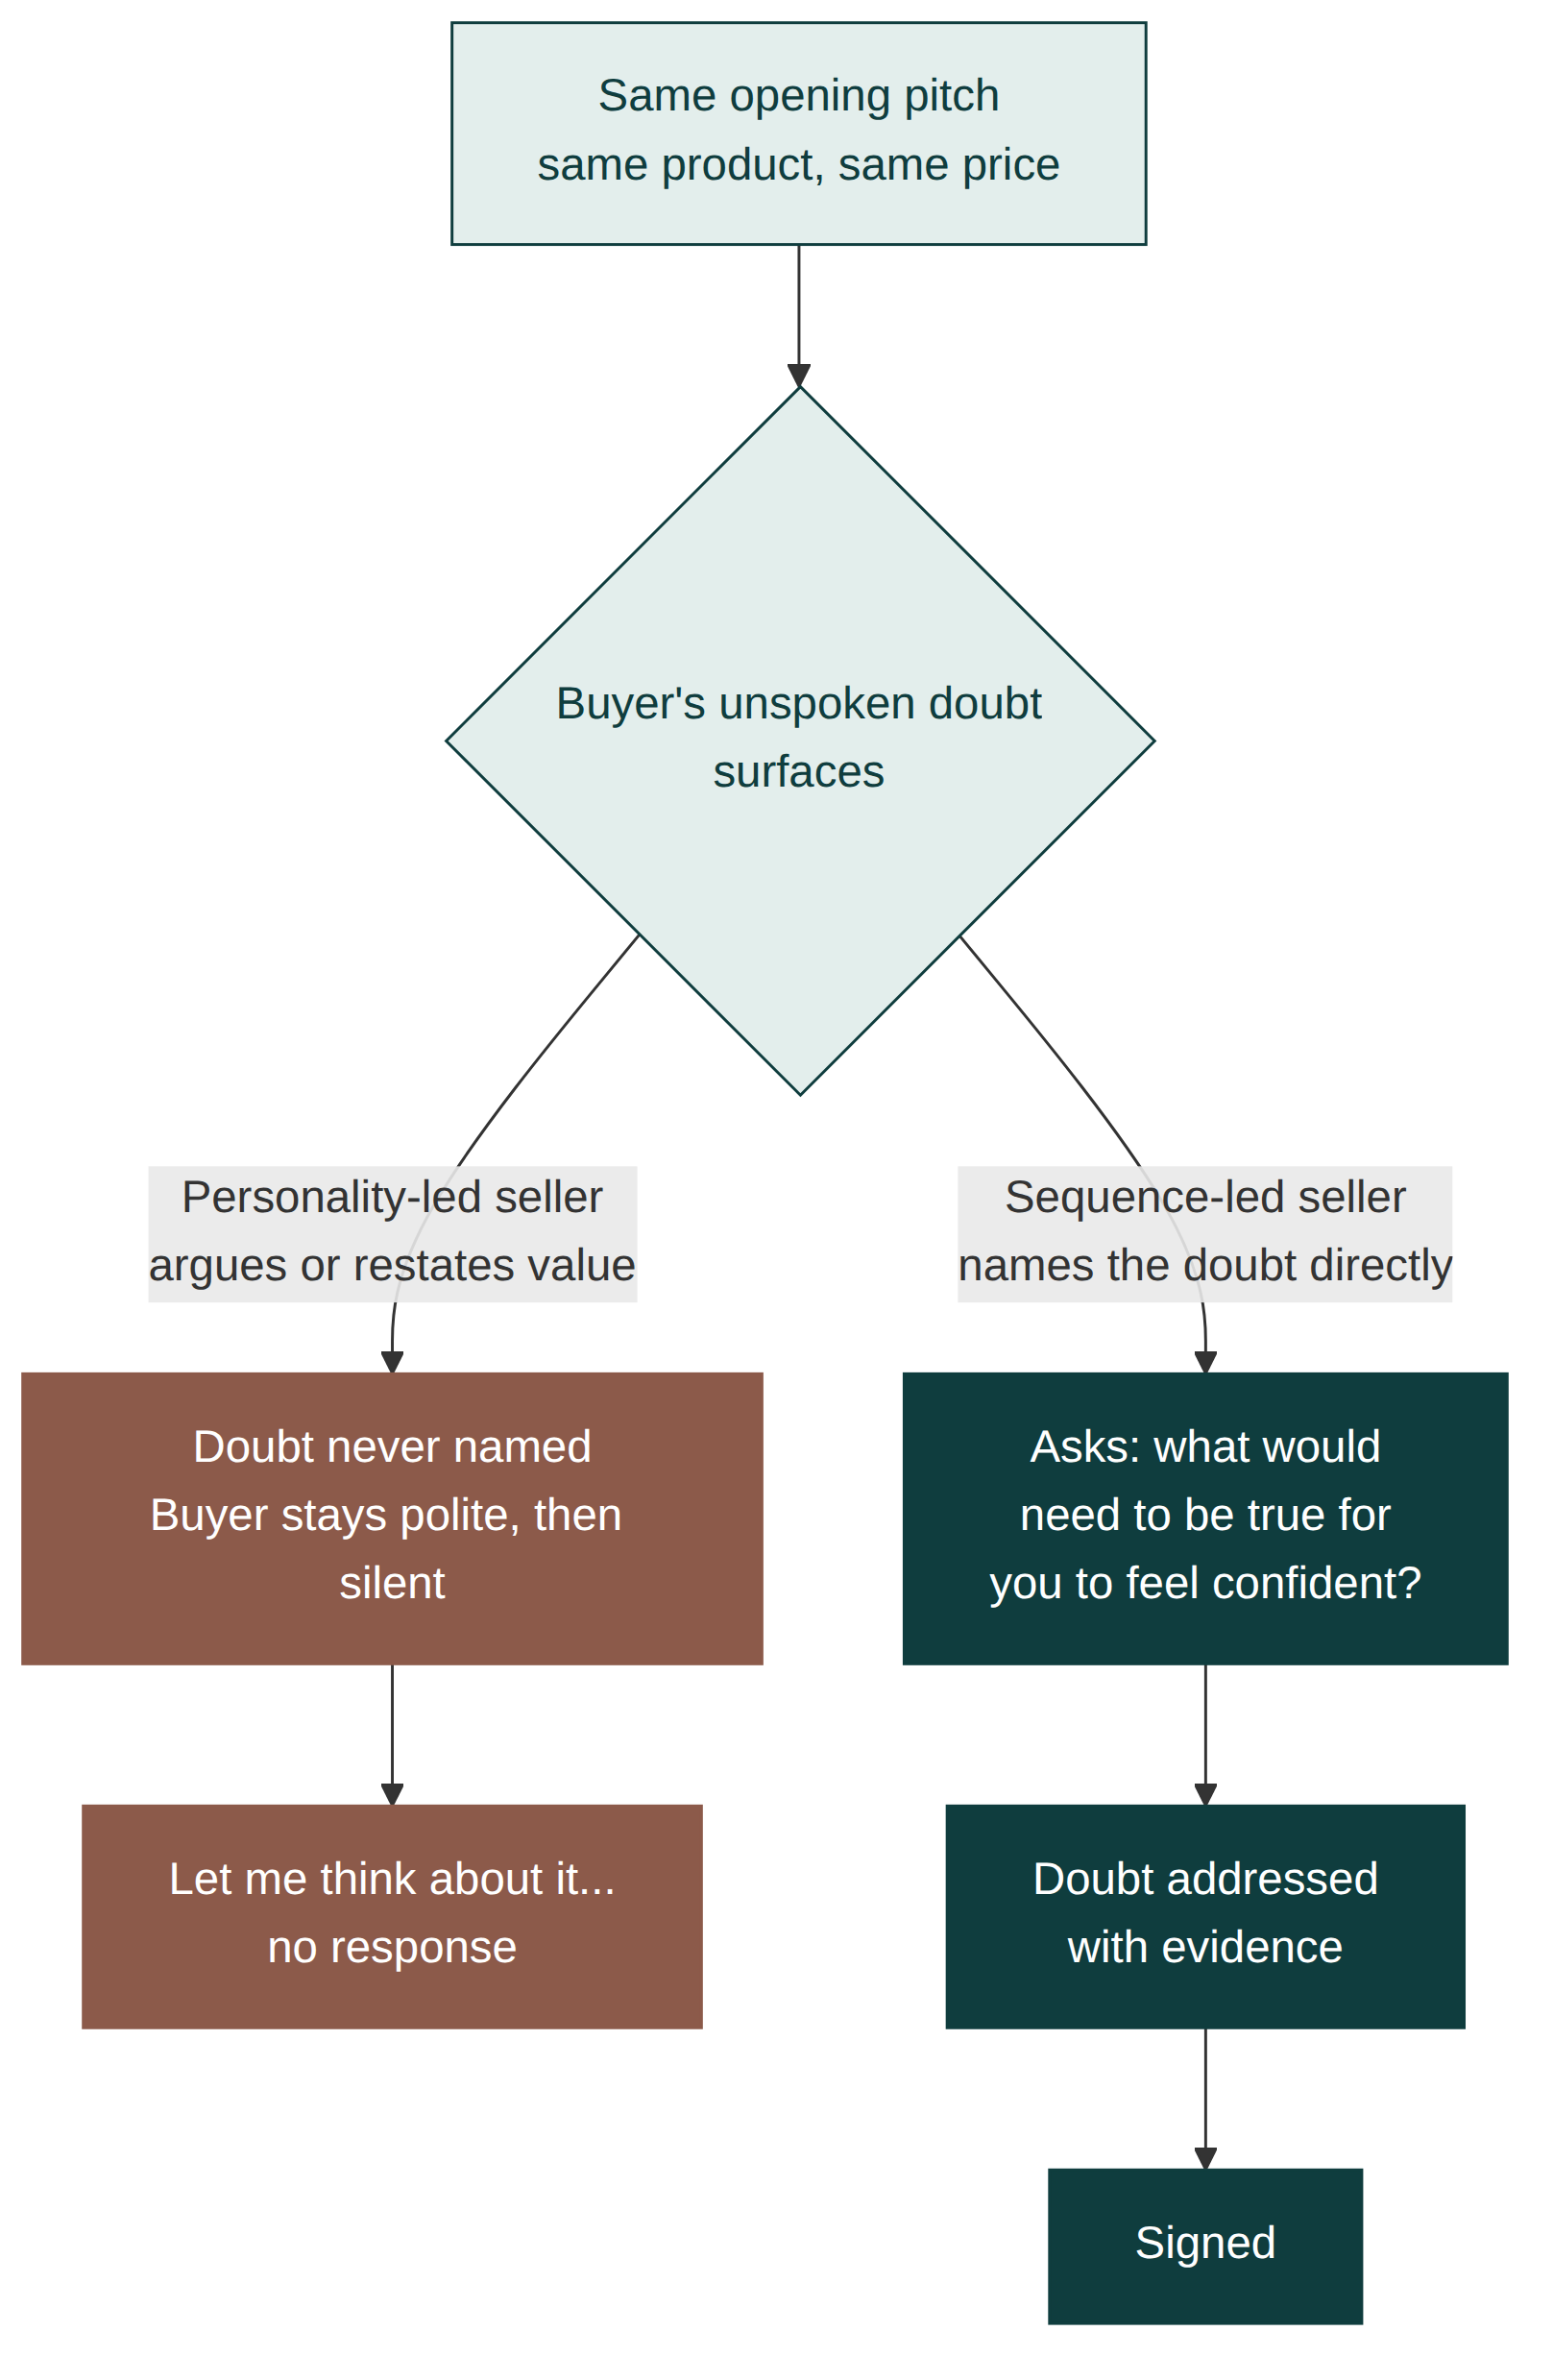 Same opening pitch
same product, same price
Buyer's unspoken doubt
surfaces
Personality-led seller
argues or restates value
Sequence-led seller
names the doubt directly
Doubt never named
Buyer stays polite, then
silent
Asks: what would
need to be true for
you to feel confident?
Let me think about it...
no response
Doubt addressed
with evidence
Signed